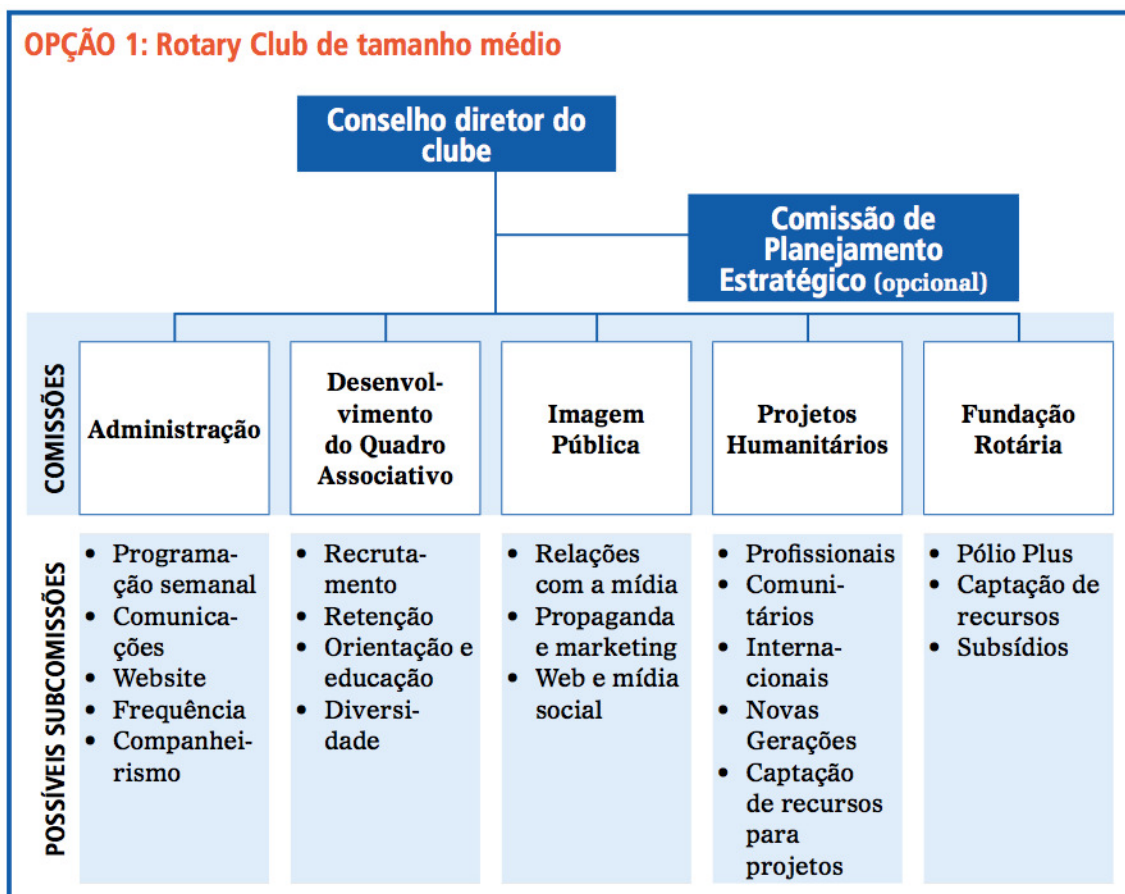 OPÇÃO 1: Rotary Club de tamanho médio
Conselho diretor do
clube
Comissão de
Planejamento
Estratégico (opcional)
COMISSÕES
Administração
Desenvol-
vimento
do Quadro
Associativo
Imagem
Pública
Projetos
Humanitários
Fundação
Rotária
POSSÍVEIS SUBCOMISSÕES
• Programa-
ção semanal
• Comunica-
ções
• Website
• Frequência
• Companhei-
rismo
• Recruta-
mento
• Retenção
• Orientação e
educação
• Diversi-
dade
• Relações
com a mídia
• Propaganda
e marketing
• Web e mídia
social
• Profissionais
• Comuni-
tários
• Interna-
cionais
• Novas
Gerações
• Captação
de recursos
para
projetos
• Pólio Plus
• Captação de
recursos
• Subsídios